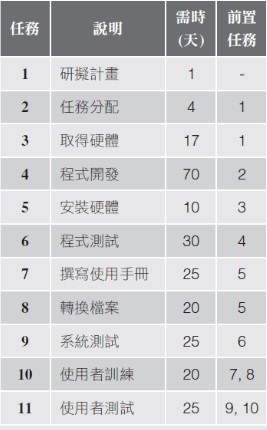 任務 說明 需時(天) 前置任務
1 研擬計畫 1 -
2 任務分配 4 1
3 取得硬體 17 1
4 程式開發 70 2
5 安裝硬體 10 3
6 程式測試 30 4
7 撰寫使用手冊 25 5
8 轉換檔案 20 5
9 系統測試 25 6
10 使用者訓練 20 7, 8
11 使用者測試 25 9, 10